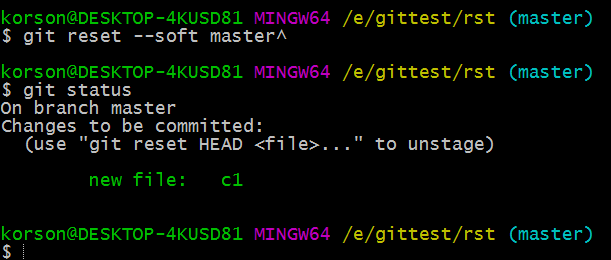 korson@DESKTOP-4KUSD81 MINGW64 /e/gittest/rst (master)
$ git reset --soft master^
korson@DESKTOP-4KUSD81 MINGW64 /e/gittest/rst (master)
$ git status
On branch master
Changes to be committed:
  (use "git reset HEAD <file>..." to unstage)
        new file:   c1
korson@DESKTOP-4KUSD81 MINGW64 /e/gittest/rst (master)
$